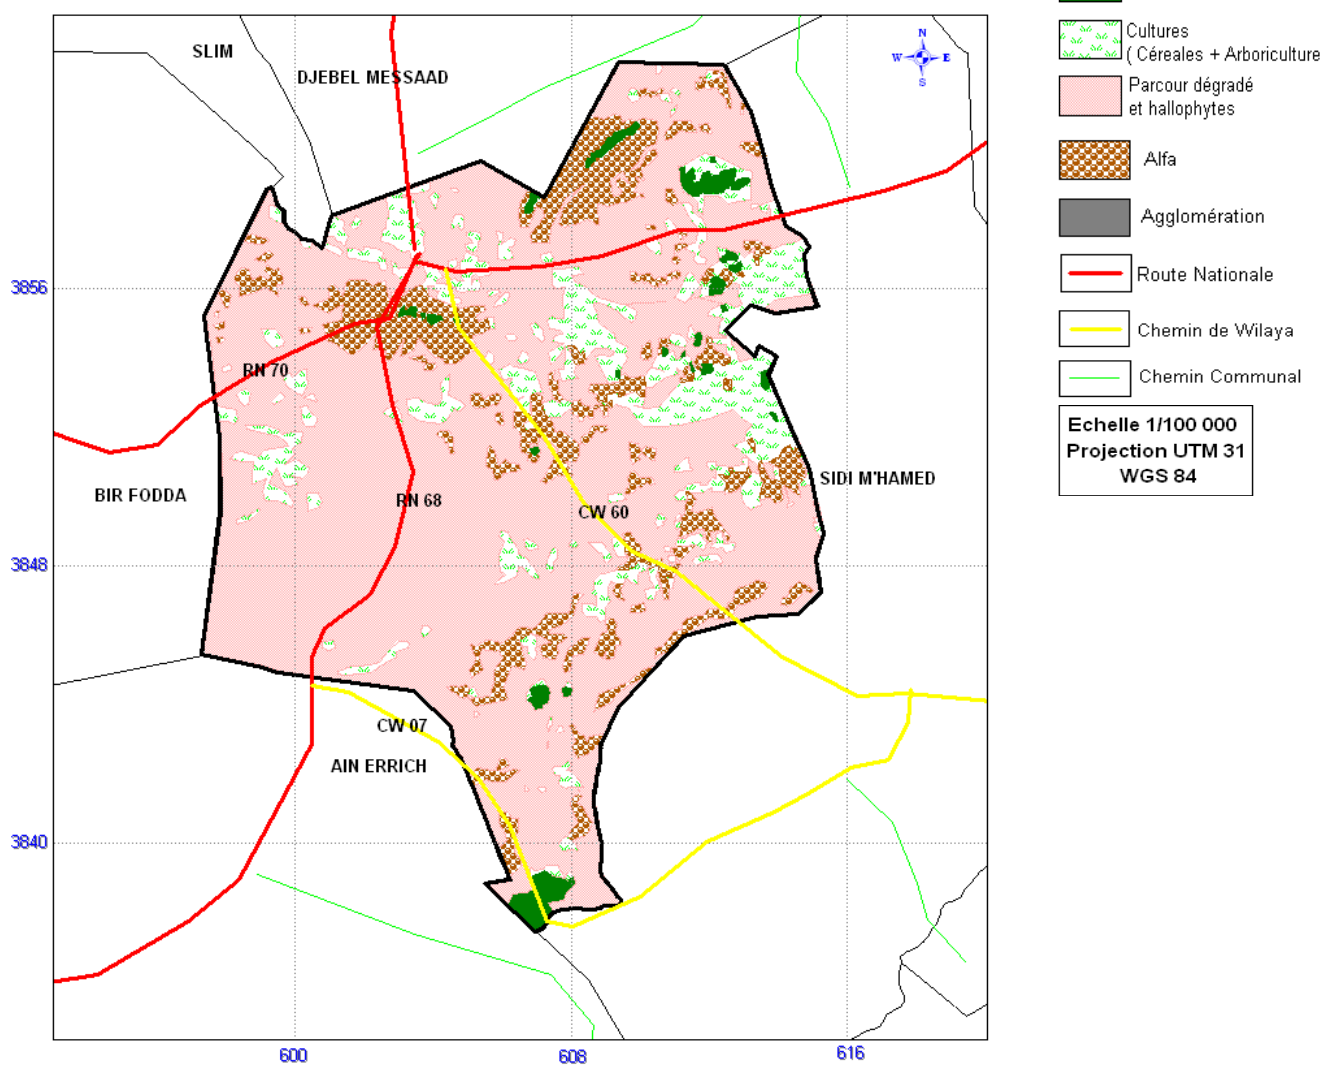 SLIM
DJEBEL MESSAAD
N
W E
S
3856
RN 70
BIR FODDA
RN 68
CW 60
SIDI M'HAMED
3848
CW 07
AIN ERRICH
3840
600
608
616
Cultures
( Céreales + Arboriculture
Parcour dégradé
et hallophytes
Alfa
Agglomération
Route Nationale
Chemin de Wilaya
Chemin Communal
Echelle 1/100 000
Projection UTM 31
WGS 84